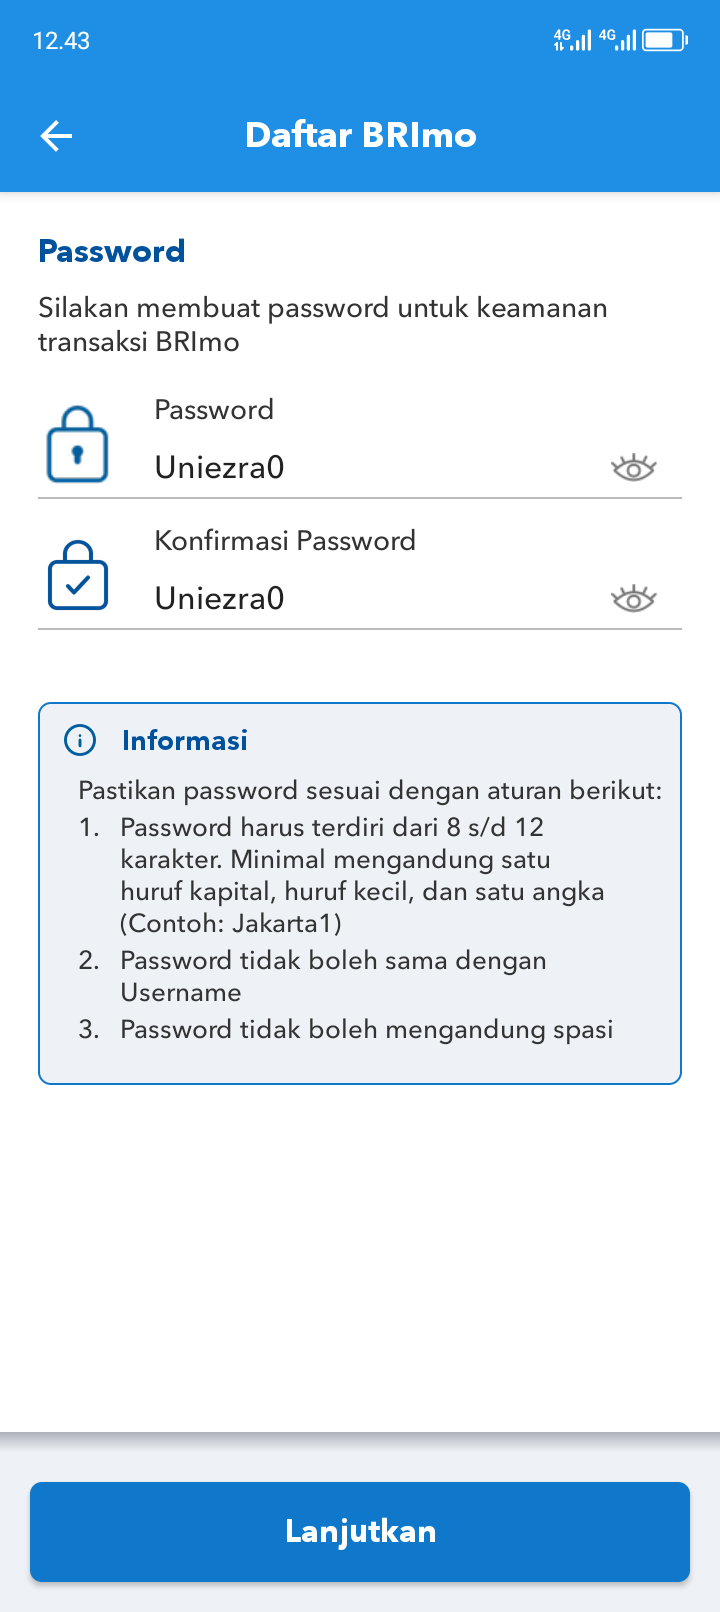 12.43
4G 4G
Daftar BRImo
Password
Silakan membuat password untuk keamanan
transaksi BRImo
Password
Uniezra0
Konfirmasi Password
Uniezra0
Informasi
Pastikan password sesuai dengan aturan berikut:
1. Password harus terdiri dari 8 s/d 12
karakter. Minimal mengandung satu
huruf kapital, huruf kecil, dan satu angka
(Contoh: Jakarta1)
2. Password tidak boleh sama dengan
Username
3. Password tidak boleh mengandung spasi
Lanjutkan